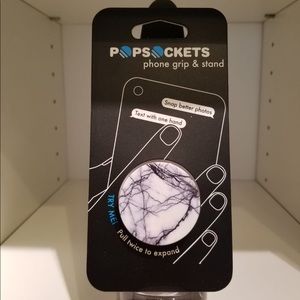 POPSOCKETS
phone grip & stand
Snap better photos
Text with one hand
TRY ME!
Pull twice to expand